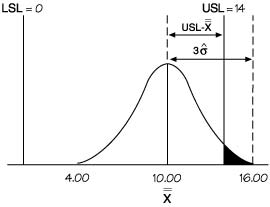 LSL = 0
USL = 14
USL-X̿
3σ̂
4.00
10.00
16.00
X̿